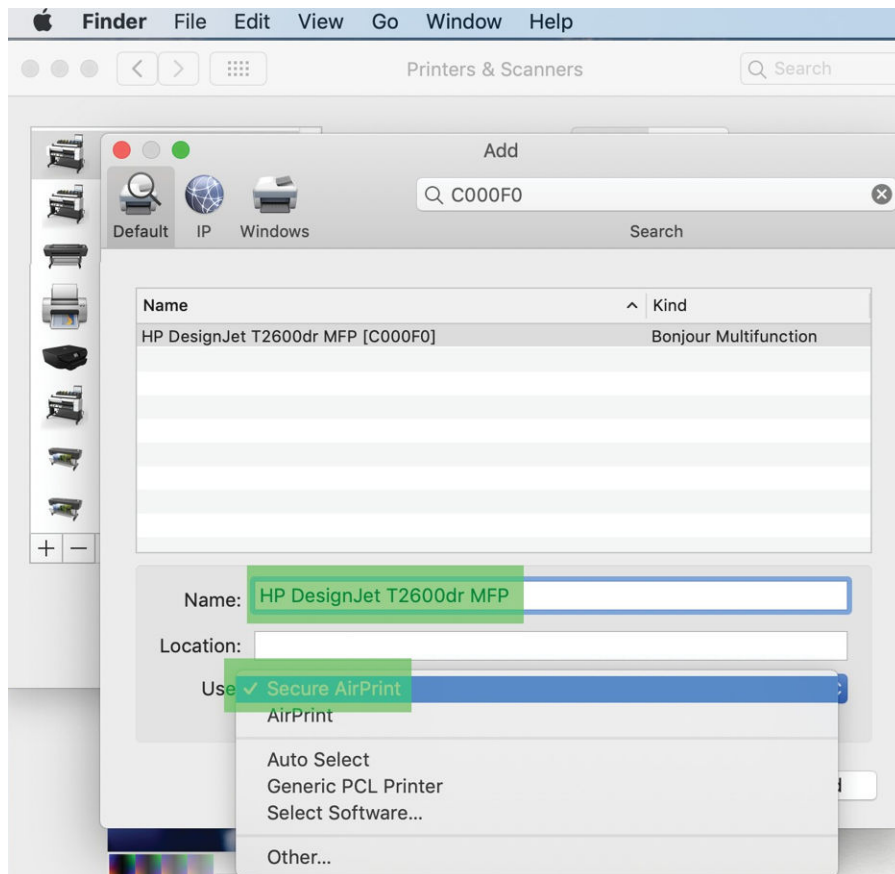 Finder File Edit View Go Window Help
Printers & Scanners
Search
Add
C000F0
Default IP Windows
Search
Name
Kind
HP DesignJet T2600dr MFP [C000F0]
Bonjour Multifunction
Name: HP DesignJet T2600dr MFP
Location:
Use ✓ Secure AirPrint
AirPrint
Auto Select
Generic PCL Printer
Select Software...
Other...